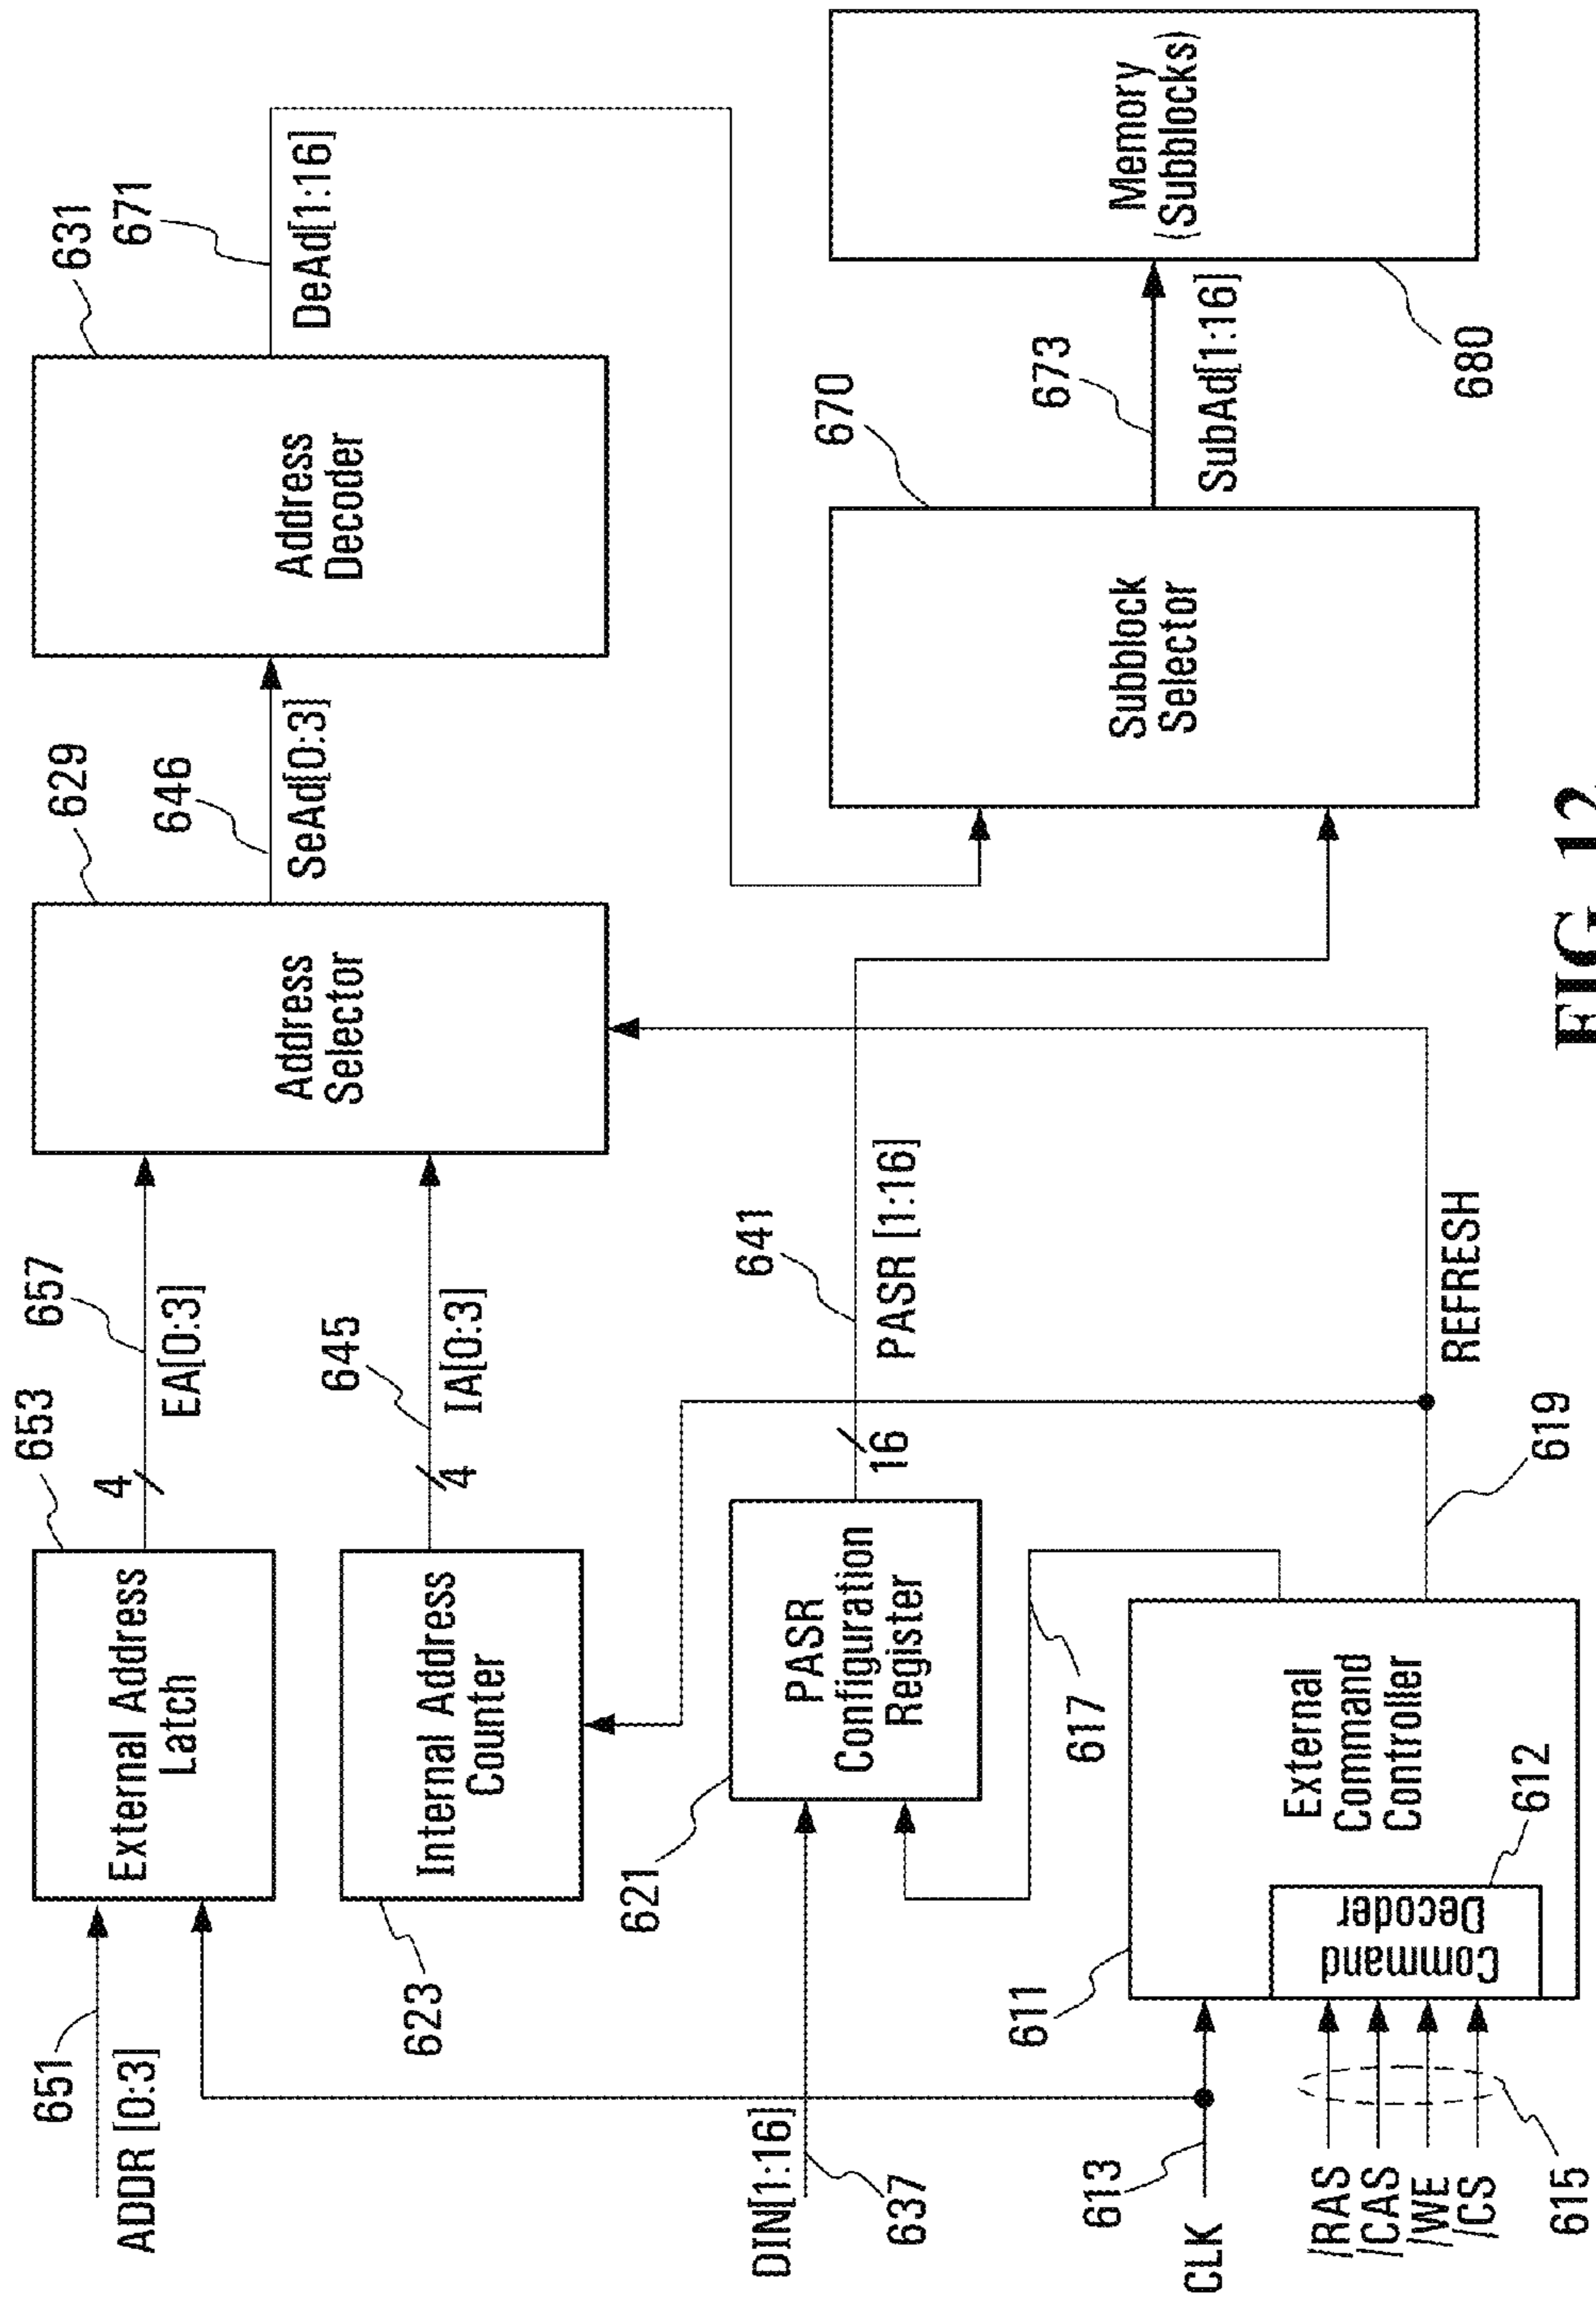 651
ADDR [0:3]
653
External Address
Latch
4
657
EA[0:3]
623
Internal Address
Counter
645
4
IA[0:3]
629
Address
Selector
646
SeAd[0:3]
631
Address
Decoder
671
DeAd[1:16]
DIN[1:16]
637
621
PASR
Configuration
Register
16
641
PASR [1:16]
617
613
CLK
611
External
Command
Controller
Command
Decoder
612
/RAS
/CAS
/WE
/CS
615
619
REFRESH
670
Subblock
Selector
673
SubAd[1:16]
Memory
(Subblocks)
680
FIG. 12